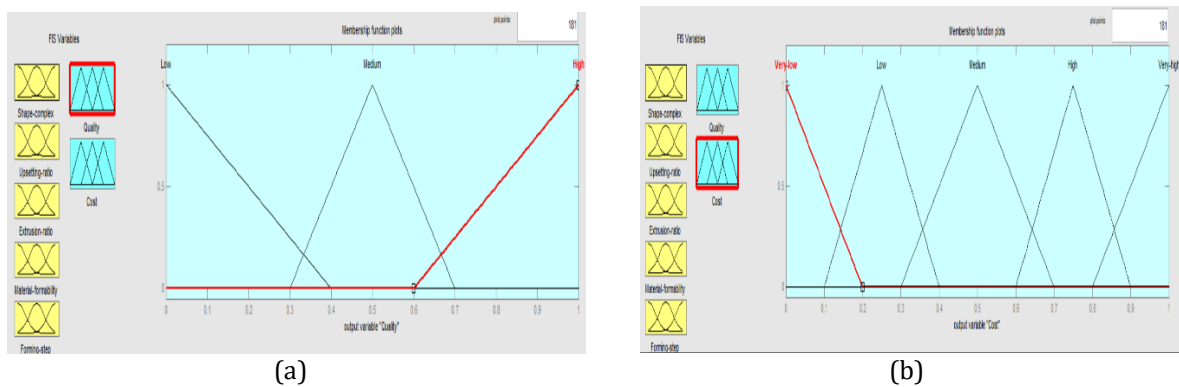 FIS Variables
Membership function plots
plot points
181
Shape-complex
Quality
Upsetting-ratio
Cost
Extrusion-ratio
Material-formability
Forming-step
Low
Medium
High
1
0.5
0
0 0.1 0.2 0.3 0.4 0.5 0.6 0.7 0.8 0.9 1
output variable "Quality"
(a)
FIS Variables
Membership function plots
plot points
181
Shape-complex
Quality
Upsetting-ratio
Cost
Extrusion-ratio
Material-formability
Forming-step
Very-low
Low
Medium
High
Very-high
1
0.5
0
0 0.1 0.2 0.3 0.4 0.5 0.6 0.7 0.8 0.9 1
output variable "Cost"
(b)